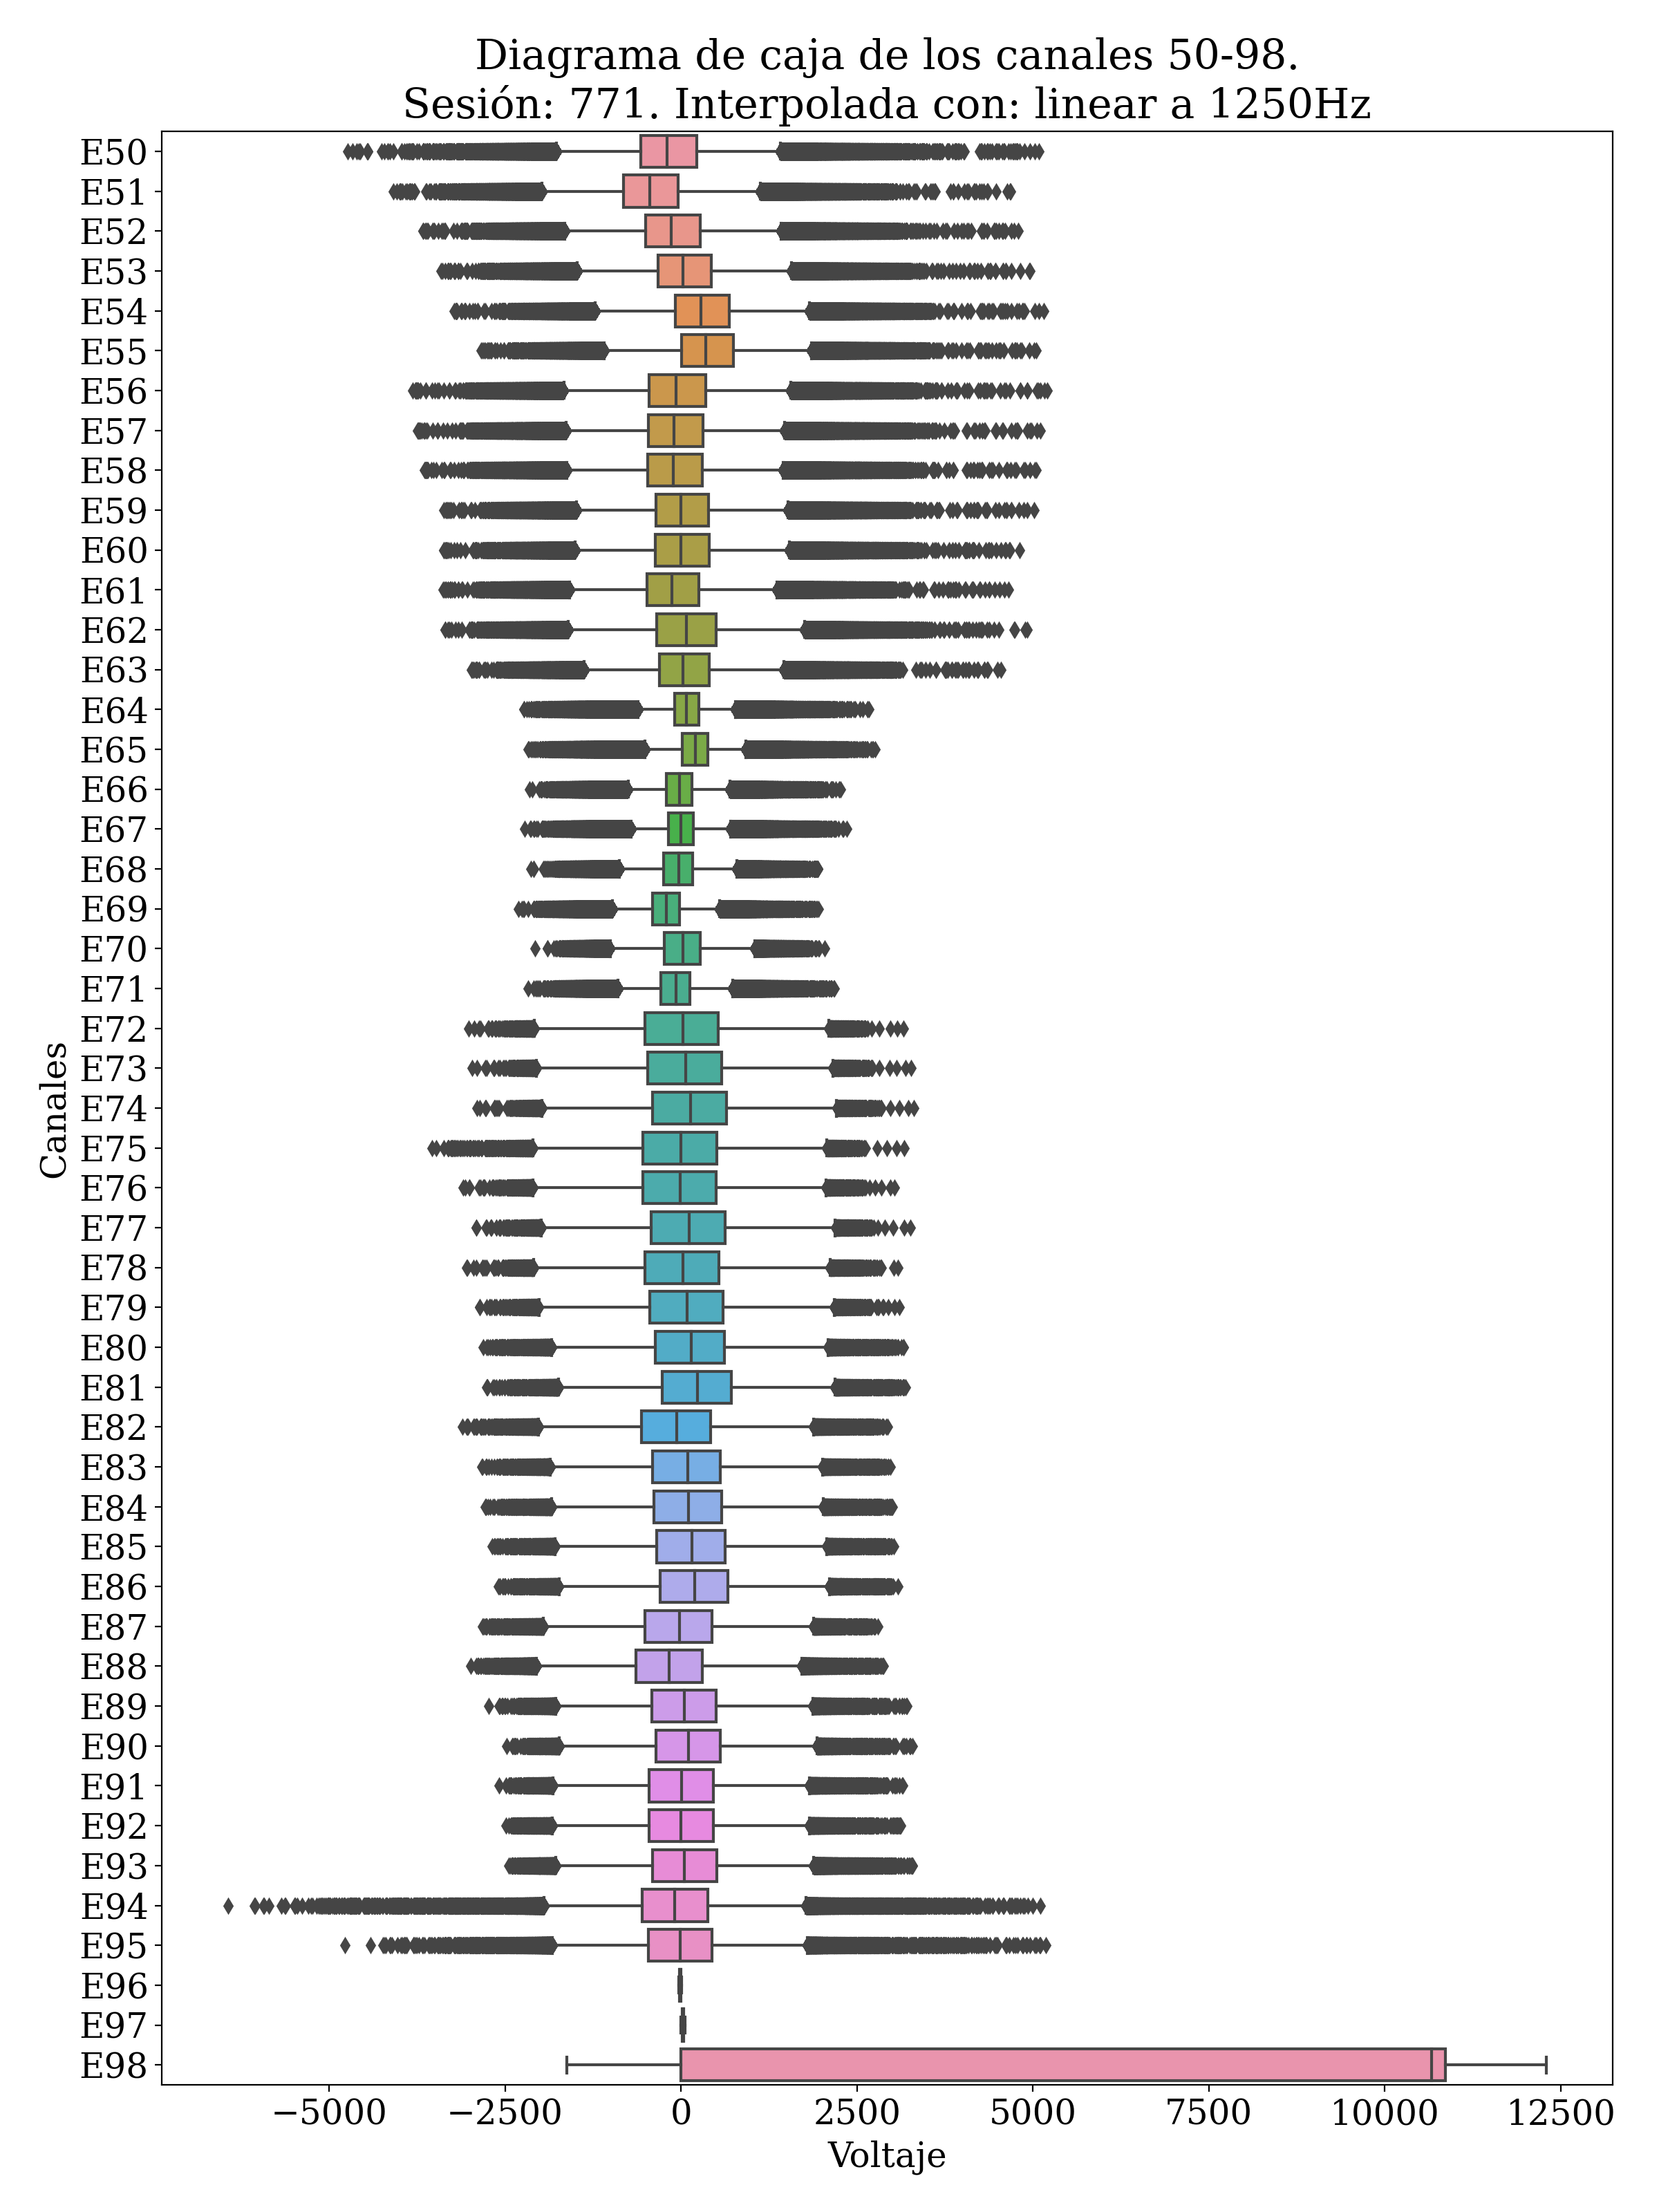 Diagrama de caja de los canales 50-98.
Sesión: 771. Interpolada con: linear a 1250Hz
E50
E51
E52
E53
E54
E55
E56
E57
E58
E59
E60
E61
E62
E63
E64
E65
E66
E67
E68
E69
E70
E71
E72
E73
E74
E75
E76
E77
E78
E79
E80
E81
E82
E83
E84
E85
E86
E87
E88
E89
E90
E91
E92
E93
E94
E95
E96
E97
E98
Canales
−5000 −2500 0 2500 5000 7500 10000 12500
Voltaje